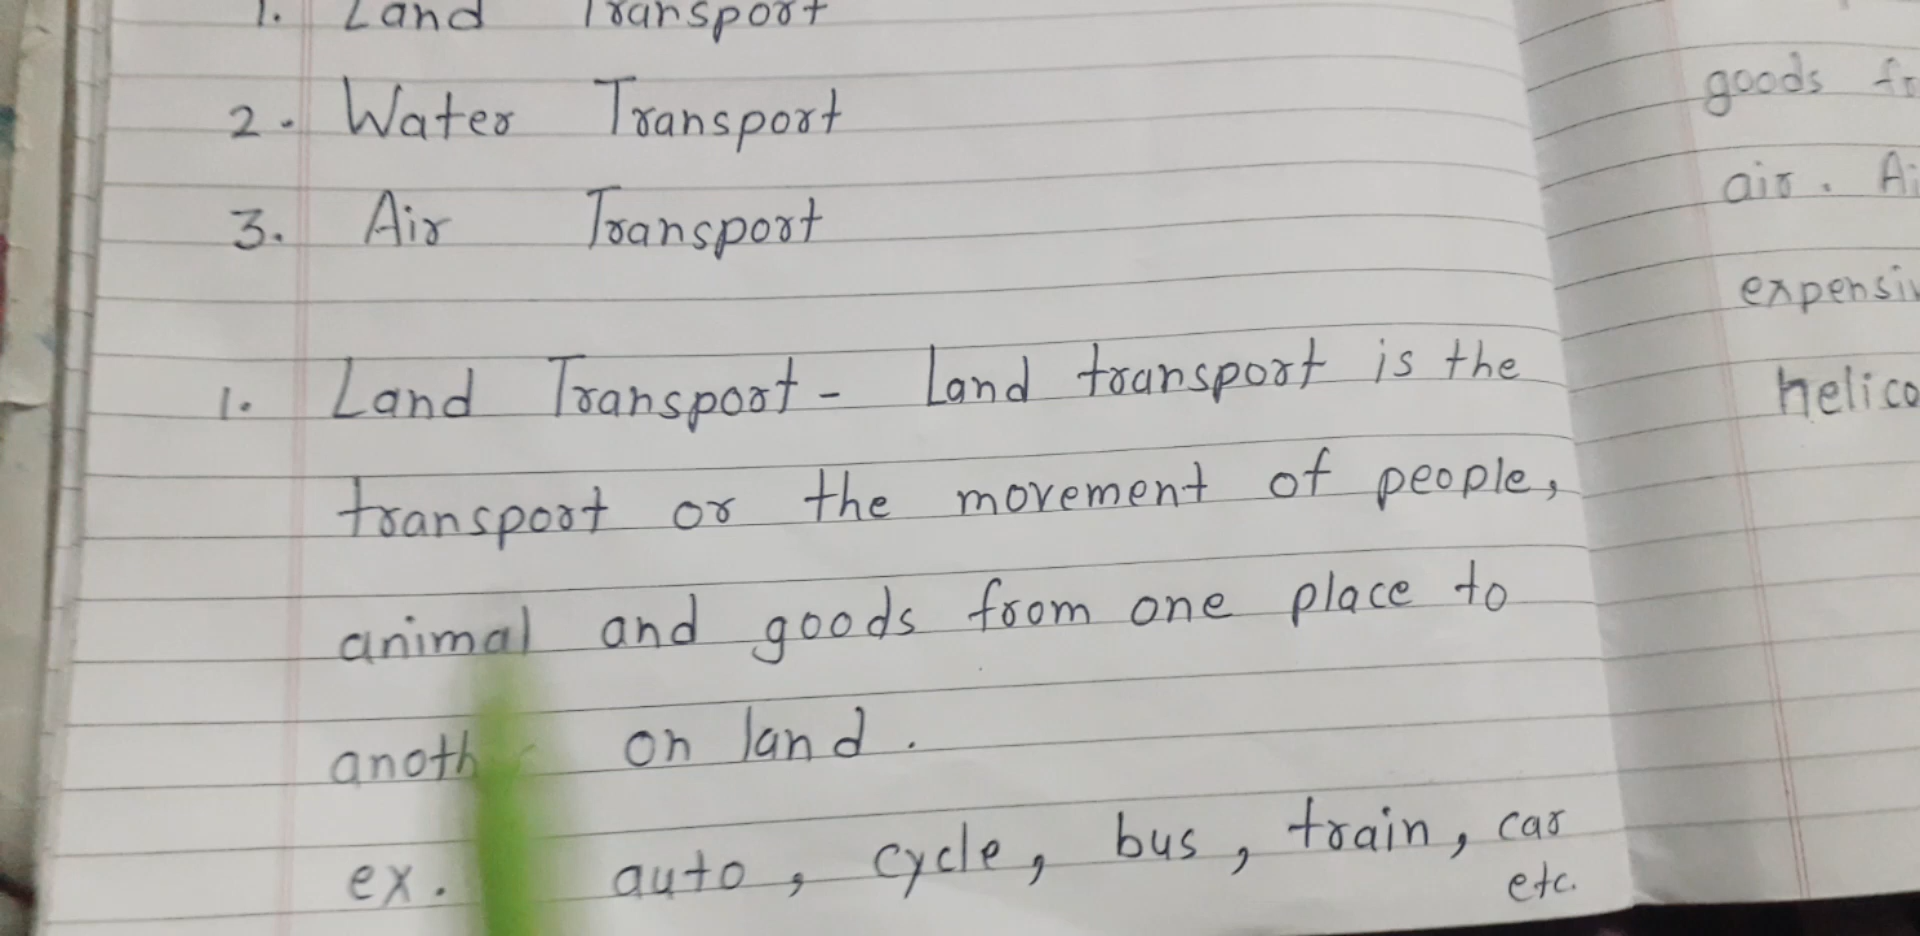 1. Land Transport
2. Water Transport
3. Air Transport
1. Land Transport - Land transport is the
transport or the movement of people,
animal and goods from one place to
anoth on land.
ex. auto, cycle, bus, train, car
etc.
goods
air.